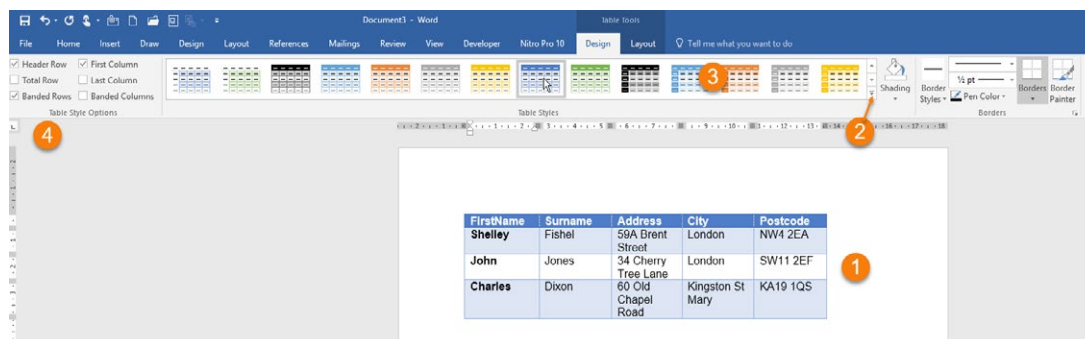 Document3 - Word
Table Tools
File Home Insert Draw Design Layout References Mailings Review View Developer Nitro Pro 10 Design Layout Tell me what you want to do
Header Row First Column
Total Row Last Column
Banded Rows Banded Columns
Table Style Options
Table Styles
Shading
Border Styles
½ pt
Pen Color
Borders
Border Painter
Borders
4
3
2
FirstName Surname Address City Postcode
Shelley Fishel 59A Brent London NW4 2EA
Street
John Jones 34 Cherry London SW11 2EF
Tree Lane
Charles Dixon 60 Old Kingston St KA19 1QS
Chapel Mary
Road
1